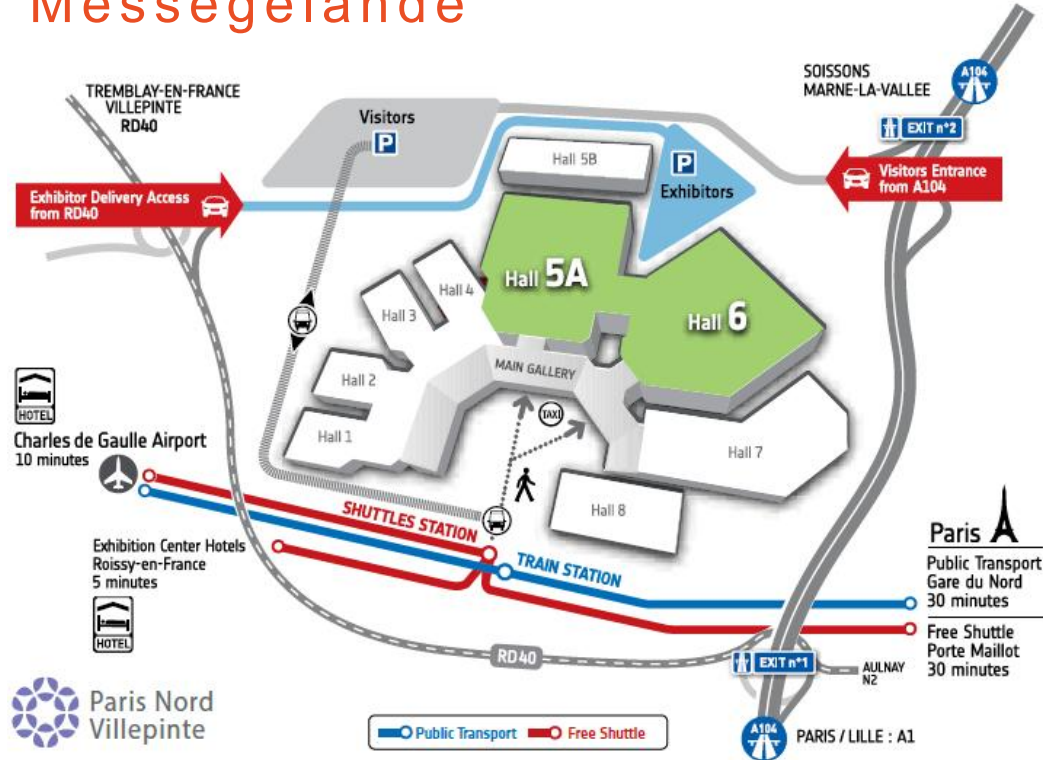 Messegelände
SOISSONS
MARNE-LA-VALLEE
A104
TREMBLAY-EN-FRANCE
VILLEPINTE
RD40
Visitors
P
EXIT n°2
Hall 5B
P
Exhibitors
Visitors Entrance
from A104
Exhibitor Delivery Access
from RD40
Hall 5A
Hall 4
Hall 3
Hall 6
MAIN GALLERY
Hall 2
HOTEL
TAXI
Hall 1
Charles de Gaulle Airport
10 minutes
Hall 7
Hall 8
SHUTTLES STATION
TRAIN STATION
Exhibition Center Hotels
Roissy-en-France
5 minutes
HOTEL
Paris
Public Transport
Gare du Nord
30 minutes
Free Shuttle
Porte Maillot
30 minutes
RD40
EXIT n°1
AULNAY
N2
Paris Nord
Villepinte
Public Transport
Free Shuttle
A104
PARIS / LILLE : A1